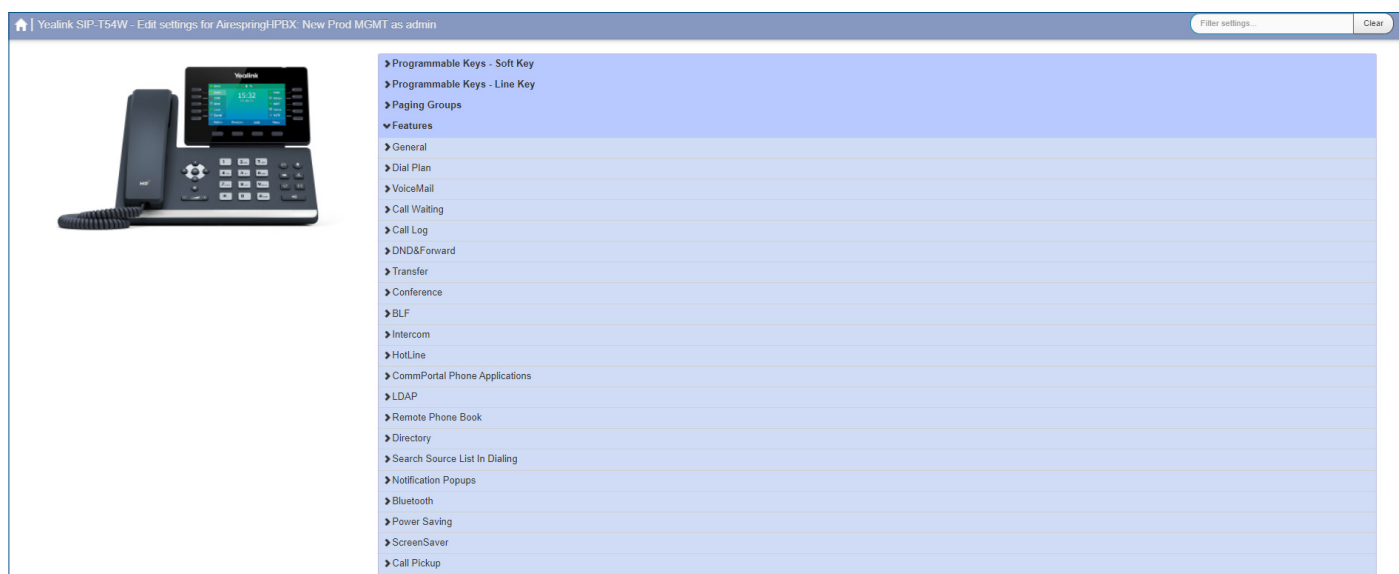 Yealink SIP-T54W - Edit settings for AirespringHPBX: New Prod MGMT as admin
Filter settings...
Clear
Yealink
15:32
Programmable Keys - Soft Key
Programmable Keys - Line Key
Paging Groups
Features
General
Dial Plan
VoiceMail
Call Waiting
Call Log
DND&Forward
Transfer
Conference
BLF
Intercom
HotLine
CommPortal Phone Applications
LDAP
Remote Phone Book
Directory
Search Source List In Dialing
Notification Popups
Bluetooth
Power Saving
ScreenSaver
Call Pickup